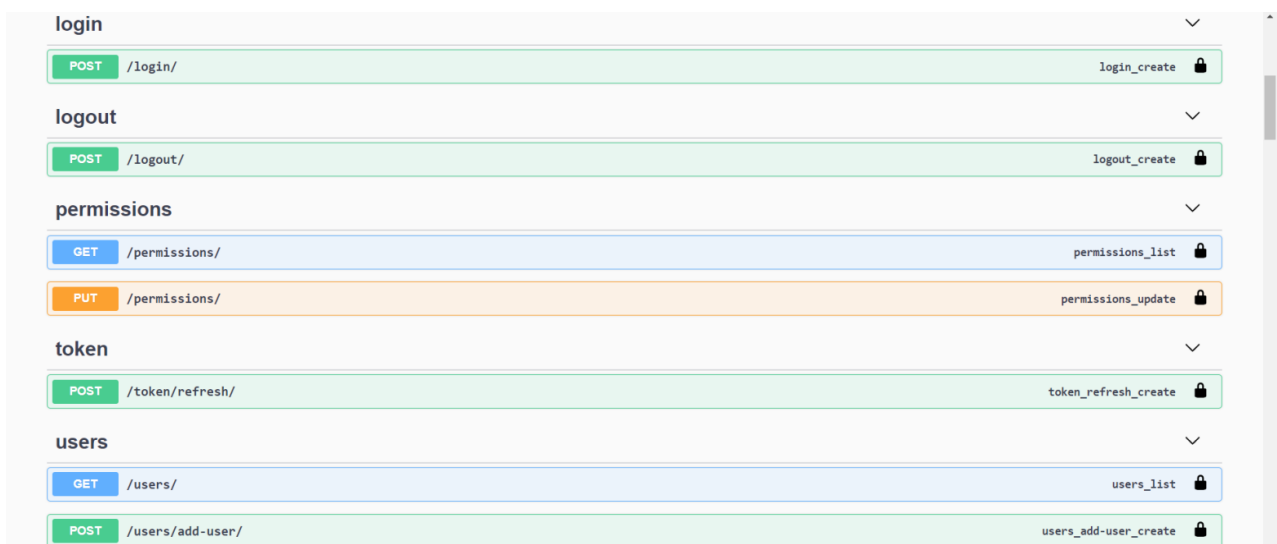 login
POST /login/ login_create
logout
POST /logout/ logout_create
permissions
GET /permissions/ permissions_list
PUT /permissions/ permissions_update
token
POST /token/refresh/ token_refresh_create
users
GET /users/ users_list
POST /users/add-user/ users_add-user_create